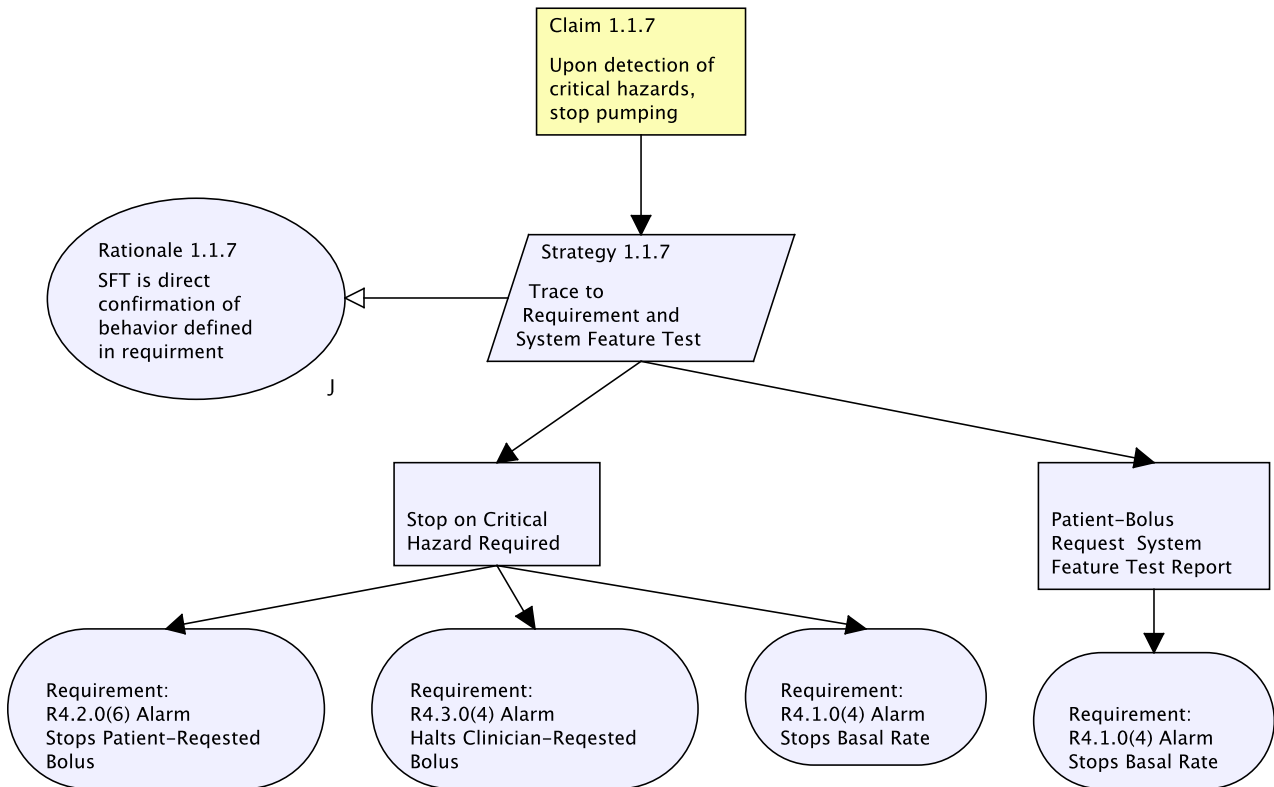 Claim 1.1.7
Upon detection of
critical hazards,
stop pumping
Rationale 1.1.7
SFT is direct
confirmation of
behavior defined
in requirment
J
Strategy 1.1.7
Trace to
Requirement and
System Feature Test
Stop on Critical
Hazard Required
Patient-Bolus
Request  System
Feature Test Report
Requirement:
R4.2.0(6) Alarm
Stops Patient-Reqested
Bolus
Requirement:
R4.3.0(4) Alarm
Halts Clinician-Reqested
Bolus
Requirement:
R4.1.0(4) Alarm
Stops Basal Rate
Requirement:
R4.1.0(4) Alarm
Stops Basal Rate